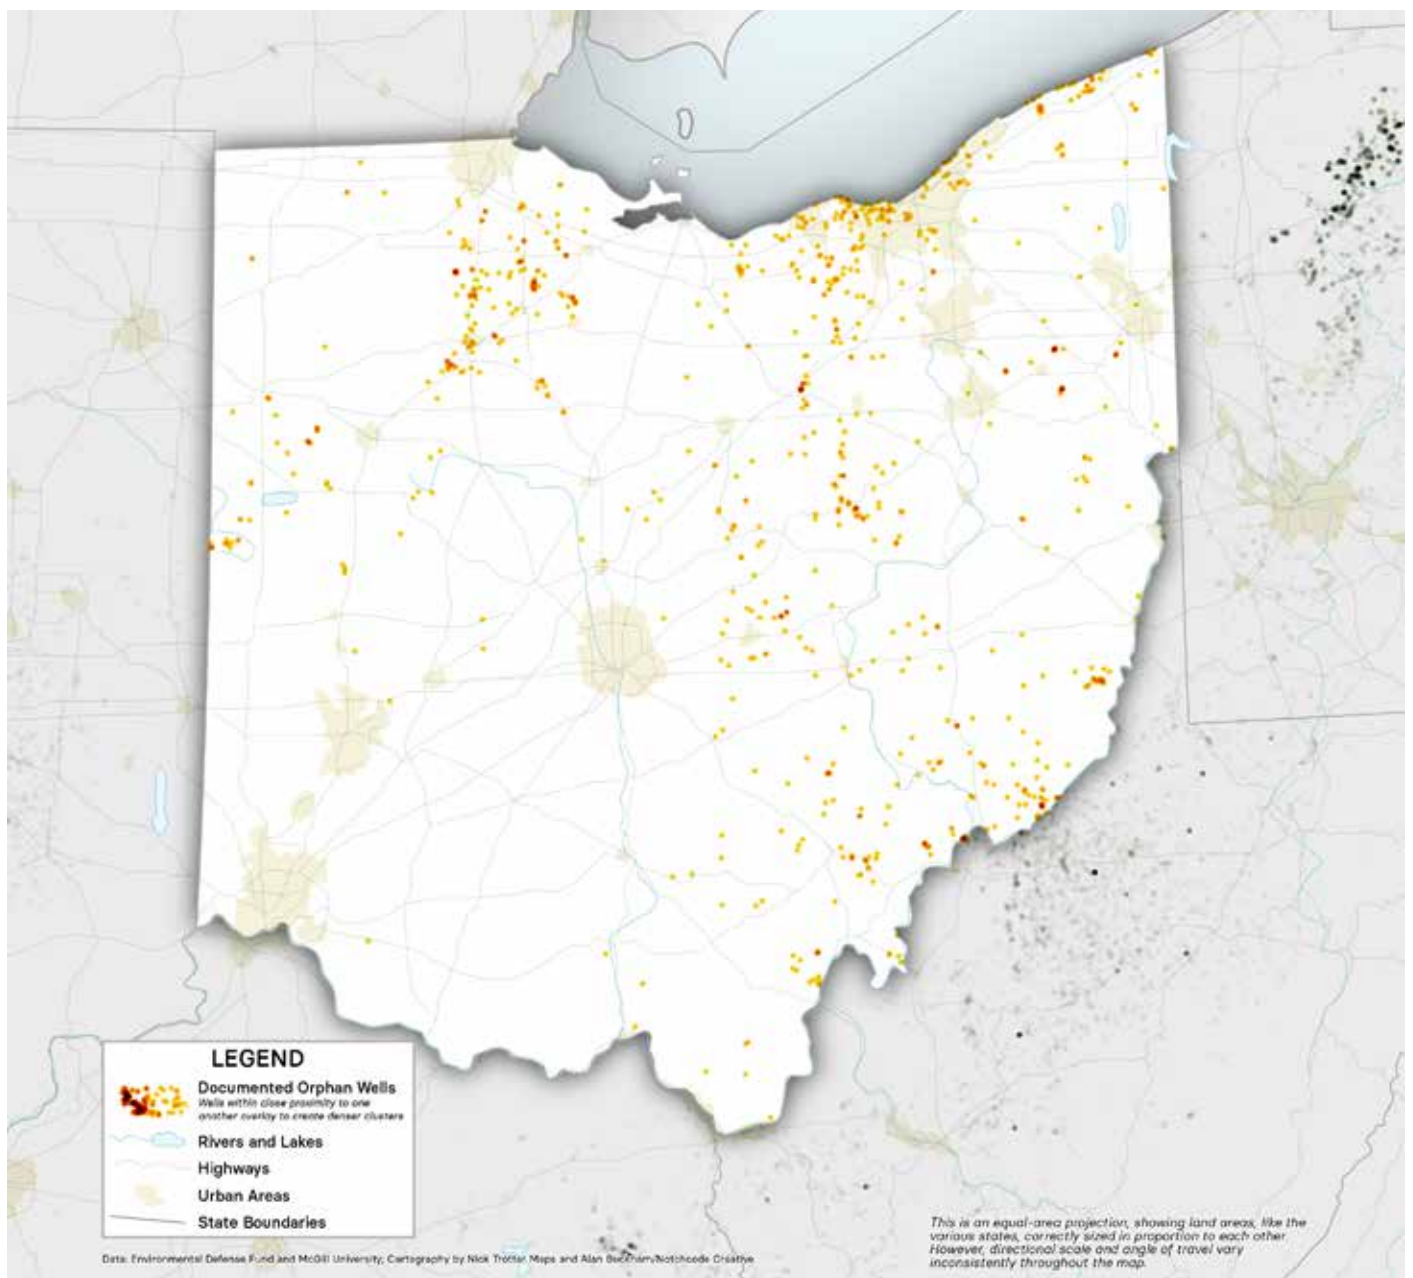 LEGEND
Documented Orphan Wells
Wells within close proximity to one
another overlay to create denser clusters
Rivers and Lakes
Highways
Urban Areas
State Boundaries
Data: Environmental Defense Fund and McGill University; Cartography by Nick Trotter Maps and Alan Beckham/Notchcode Creative
This is an equal-area projection, showing land areas, like the
various states, correctly sized in proportion to each other
However, directional scale and angle of travel vary
inconsistently throughout the map.